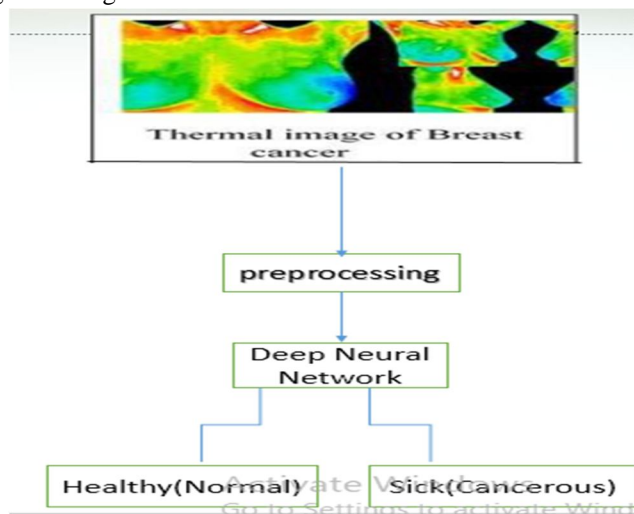 Thermal image of Breast
cancer
preprocessing
Deep Neural
Network
Healthy(Normal)
Sick(Cancerous)
Activate Windows
Go to Settings to activate Wind